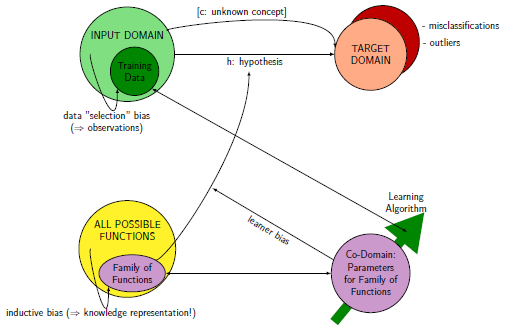 [c: unknown concept]
INPUT DOMAIN
Training
Data
h: hypothesis
TARGET
DOMAIN
- misclassifications
- outliers
data "selection" bias
(⇒ observations)
Learning
Algorithm
learner bias
ALL POSSIBLE
FUNCTIONS
Family of
Functions
Co-Domain:
Parameters
for Family of
Functions
inductive bias (⇒ knowledge representation!)